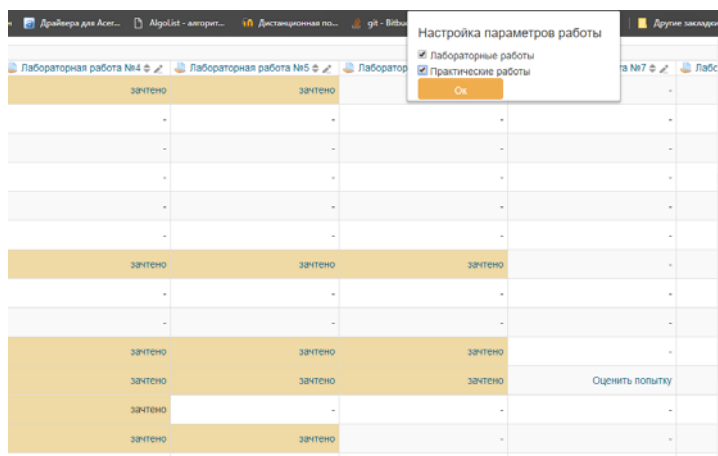 Драйвера для Acer... AlgoList - алгорит... Дистанционная по... git - Bitbu Другие закладки
Настройка параметров работы
Лабораторные работы
Практические работы
Ок
Лабораторная работа №4 Лабораторная работа №5 Лаборатор та №7 Лабо
зачтено зачтено -
- - - -
- - - -
- - - -
- - - -
- - - -
зачтено зачтено зачтено -
- - - -
- - - -
зачтено зачтено зачтено -
зачтено зачтено зачтено Оценить попытку
зачтено - - -
зачтено зачтено - -